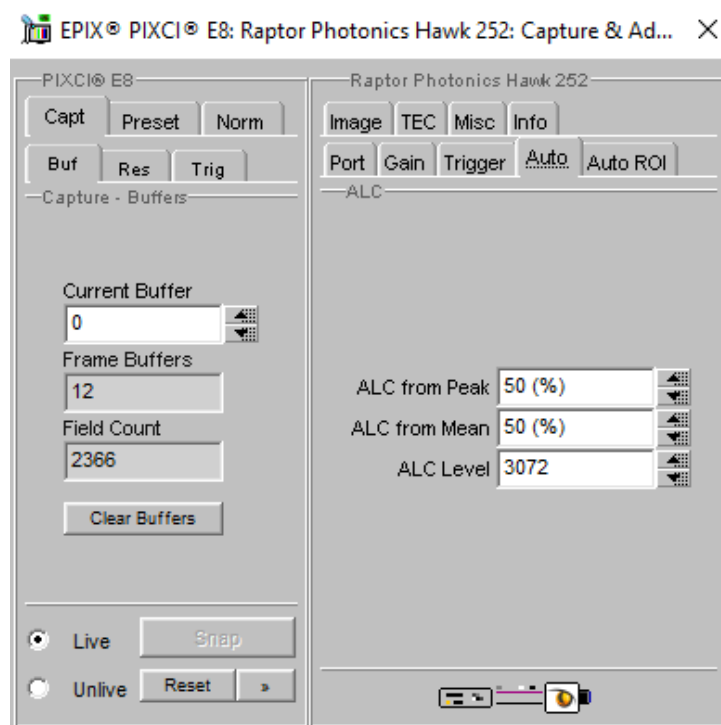 EPIX® PIXCI® E8: Raptor Photonics Hawk 252: Capture & Ad...
PIXCI® E8
Capt Preset Norm
Buf Res Trig
Capture - Buffers
Current Buffer
0
Frame Buffers
12
Field Count
2366
Clear Buffers
Live Snap
Unlive Reset »
Raptor Photonics Hawk 252
Image TEC Misc Info
Port Gain Trigger Auto Auto ROI
ALC
ALC from Peak 50 (%)
ALC from Mean 50 (%)
ALC Level 3072